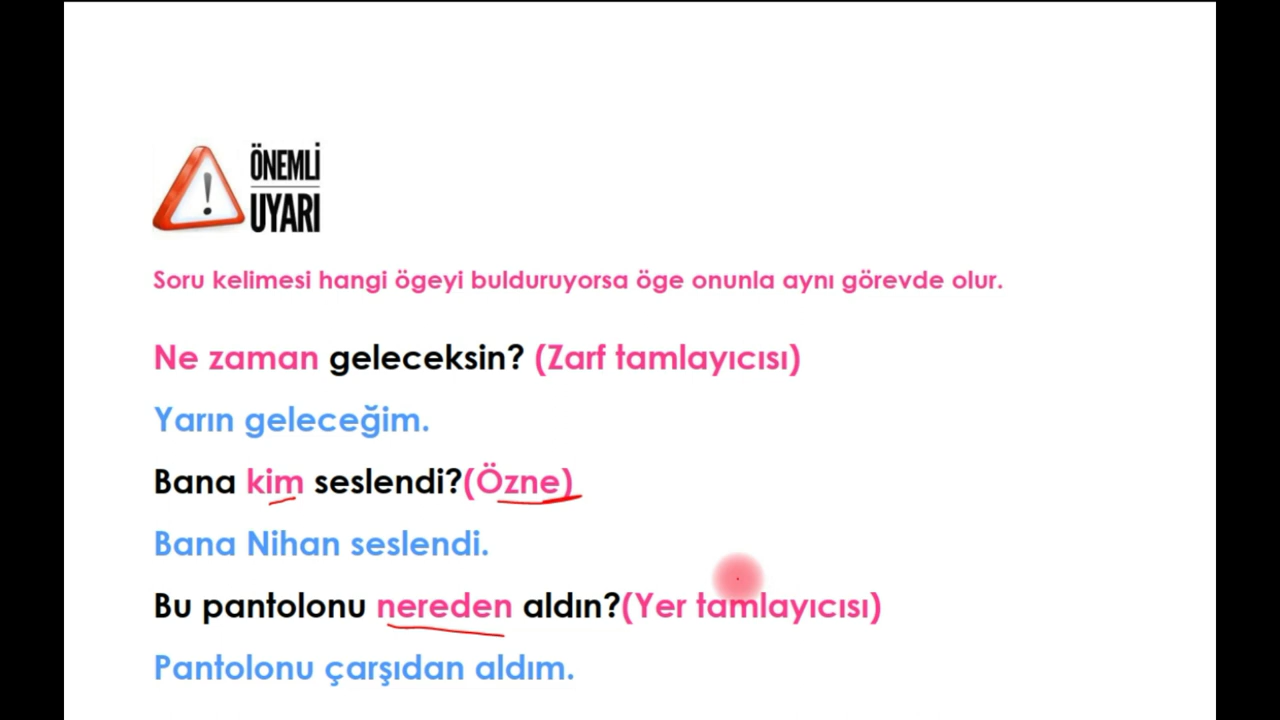 ÖNEMLİ
UYARI
Soru kelimesi hangi ögeyi bulduruyorsa öge onunla aynı görevde olur.
Ne zaman geleceksin? (Zarf tamlayıcısı)
Yarın geleceğim.
Bana kim seslendi?(Özne)
Bana Nihan seslendi.
Bu pantolonu nereden aldın?(Yer tamlayıcısı)
Pantolonu çarşıdan aldım.